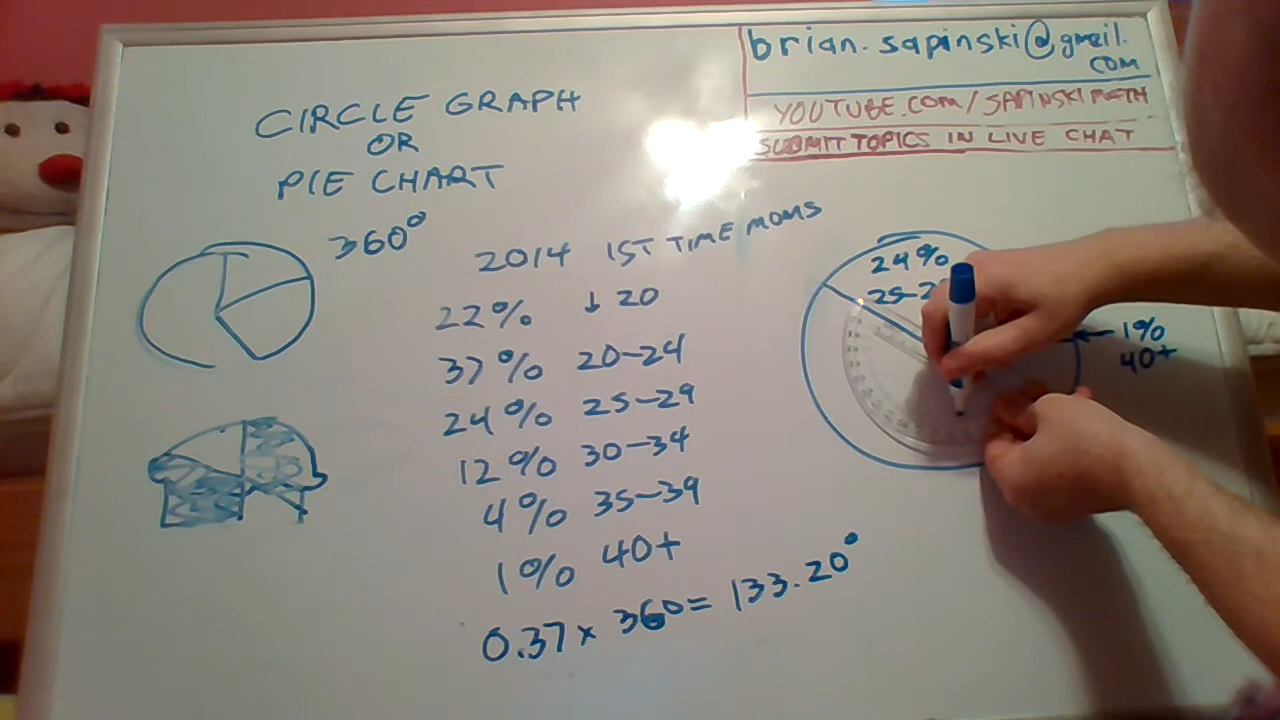 brian.sapinski@gmail.
com
YOUTUBE.COM/SAPINSKIMATH
SUBMIT TOPICS IN LIVE CHAT
CIRCLE GRAPH
OR
PIE CHART
360°
2014 1ST TIME MOMS
22% ↓ 20
37% 20-24
24% 25-29
12% 30-34
4% 35-39
1% 40+
0.37 × 360 = 133.20°
24%
1%
40+